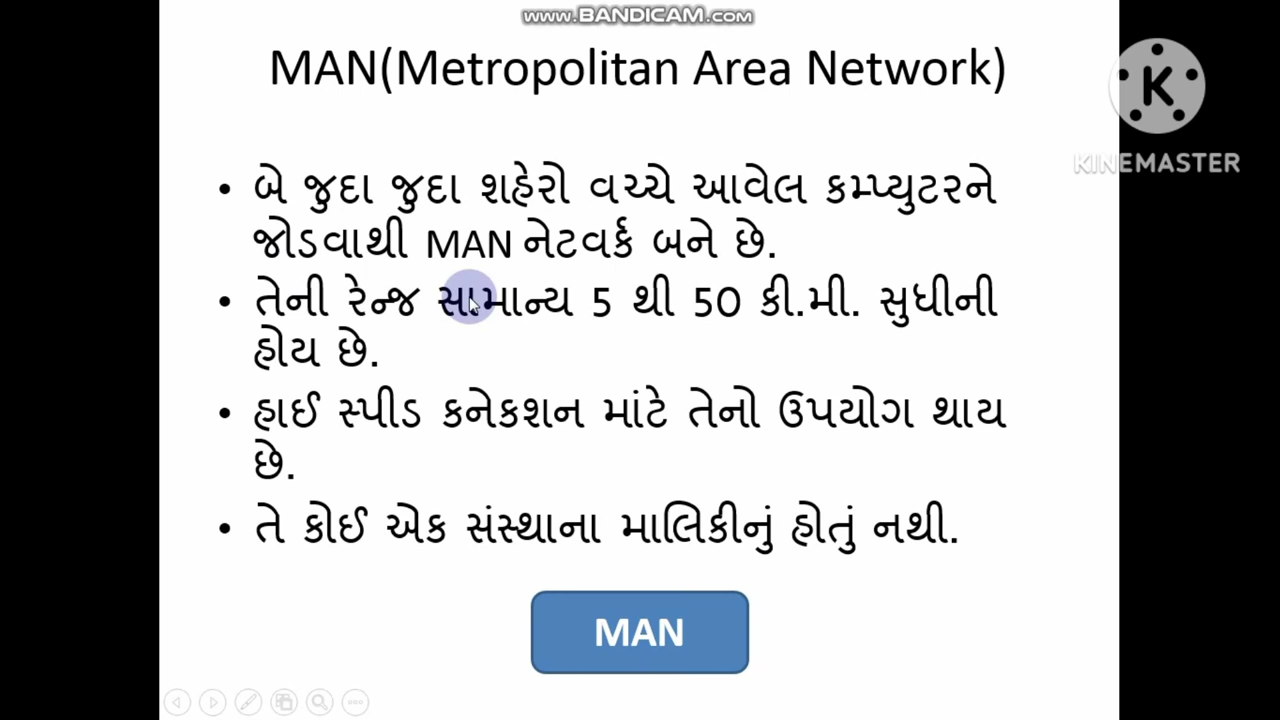 www.BANDICAM.com
MAN(Metropolitan Area Network)
K
KINEMASTER
• બે જુદા જુદા શહેરો વચ્ચે આવેલ કમ્પ્યુટરને
જોડવાથી MAN નેટવર્ક બને છે.
• તેની રેન્જ સામાન્ય 5 થી 50 કી.મી. સુધીની
હોય છે.
• હાઈ સ્પીડ કનેકશન માંટે તેનો ઉપયોગ થાય
છે.
• તે કોઈ એક સંસ્થાના માલિકીનું હોતું નથી.
MAN